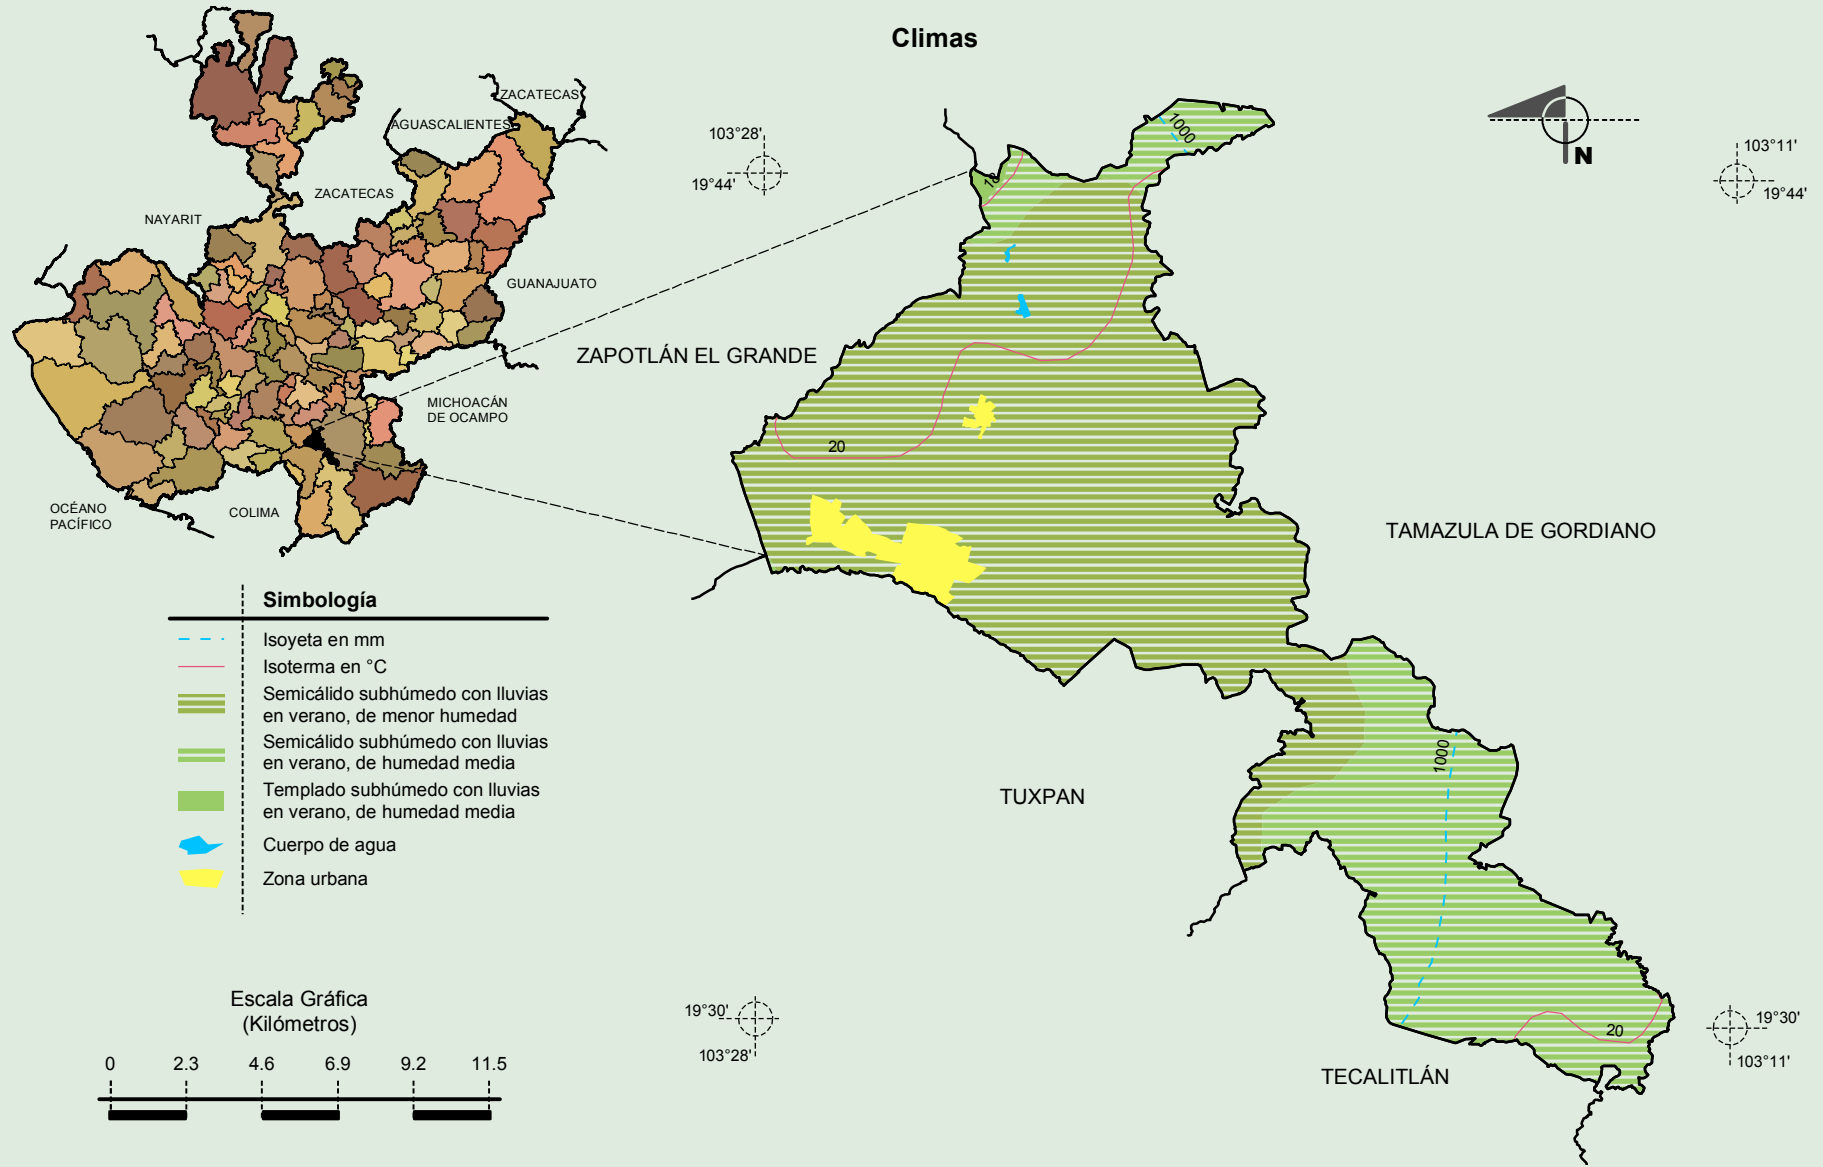 Climas
ZACATECAS
AGUASCALIENTES
ZACATECAS
NAYARIT
GUANAJUATO
MICHOACÁN
DE OCAMPO
OCÉANO
PACÍFICO
COLIMA
103°28'
19°44'
N
103°11'
19°44'
1000
18
ZAPOTLÁN EL GRANDE
20
TAMAZULA DE GORDIANO
1000
TUXPAN
20
TECALITLÁN
Simbología
Isoyeta en mm
Isoterma en °C
Semicálido subhúmedo con lluvias
en verano, de menor humedad
Semicálido subhúmedo con lluvias
en verano, de humedad media
Templado subhúmedo con lluvias
en verano, de humedad media
Cuerpo de agua
Zona urbana
Escala Gráfica
(Kilómetros)
0 2.3 4.6 6.9 9.2 11.5
19°30'
103°28'
19°30'
103°11'